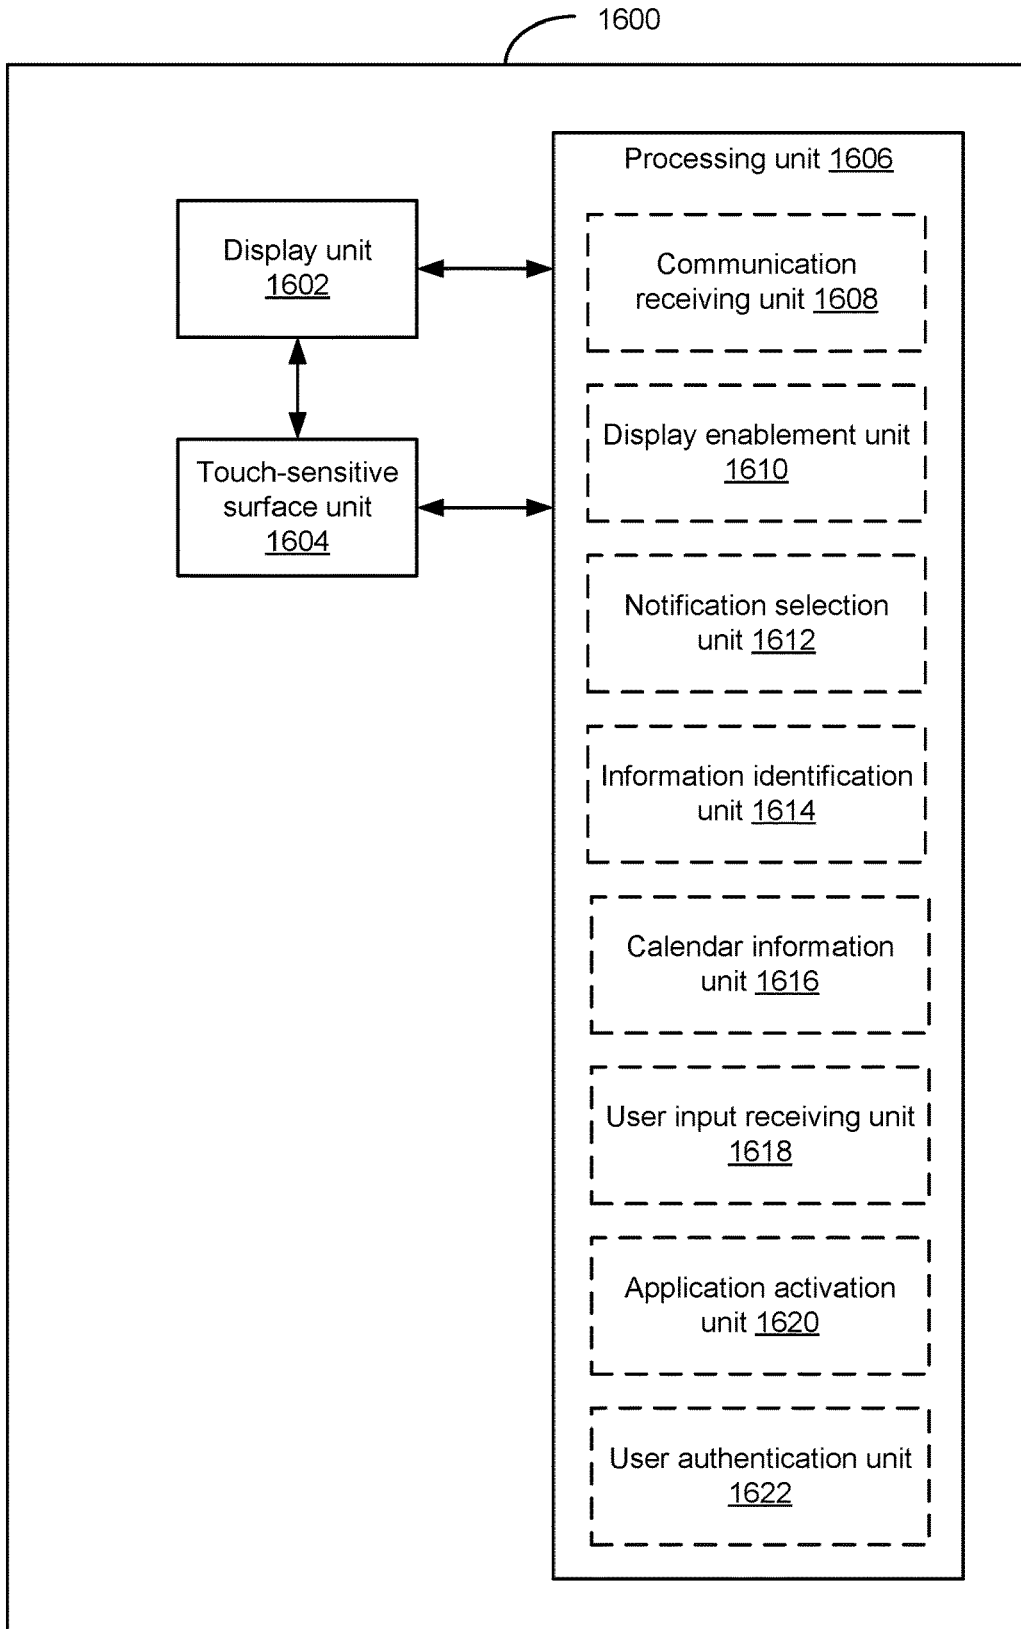 1600
Processing unit 1606
Display unit
1602
Communication
receiving unit 1608
Display enablement unit
1610
Touch-sensitive
surface unit
1604
Notification selection
unit 1612
Information identification
unit 1614
Calendar information
unit 1616
User input receiving unit
1618
Application activation
unit 1620
User authentication unit
1622